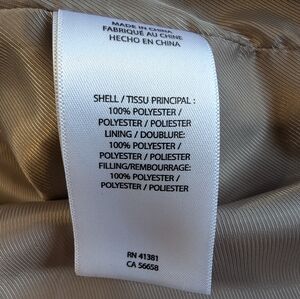 MADE IN CHINA
FABRIQUÉ AU CHINE
HECHO EN CHINA
SHELL / TISSU PRINCIPAL :
100% POLYESTER /
POLYESTER / POLIESTER
LINING / DOUBLURE:
100% POLYESTER /
POLYESTER / POLIESTER
FILLING/REMBOURRAGE:
100% POLYESTER /
POLYESTER / POLIESTER
RN 41381
CA 56658